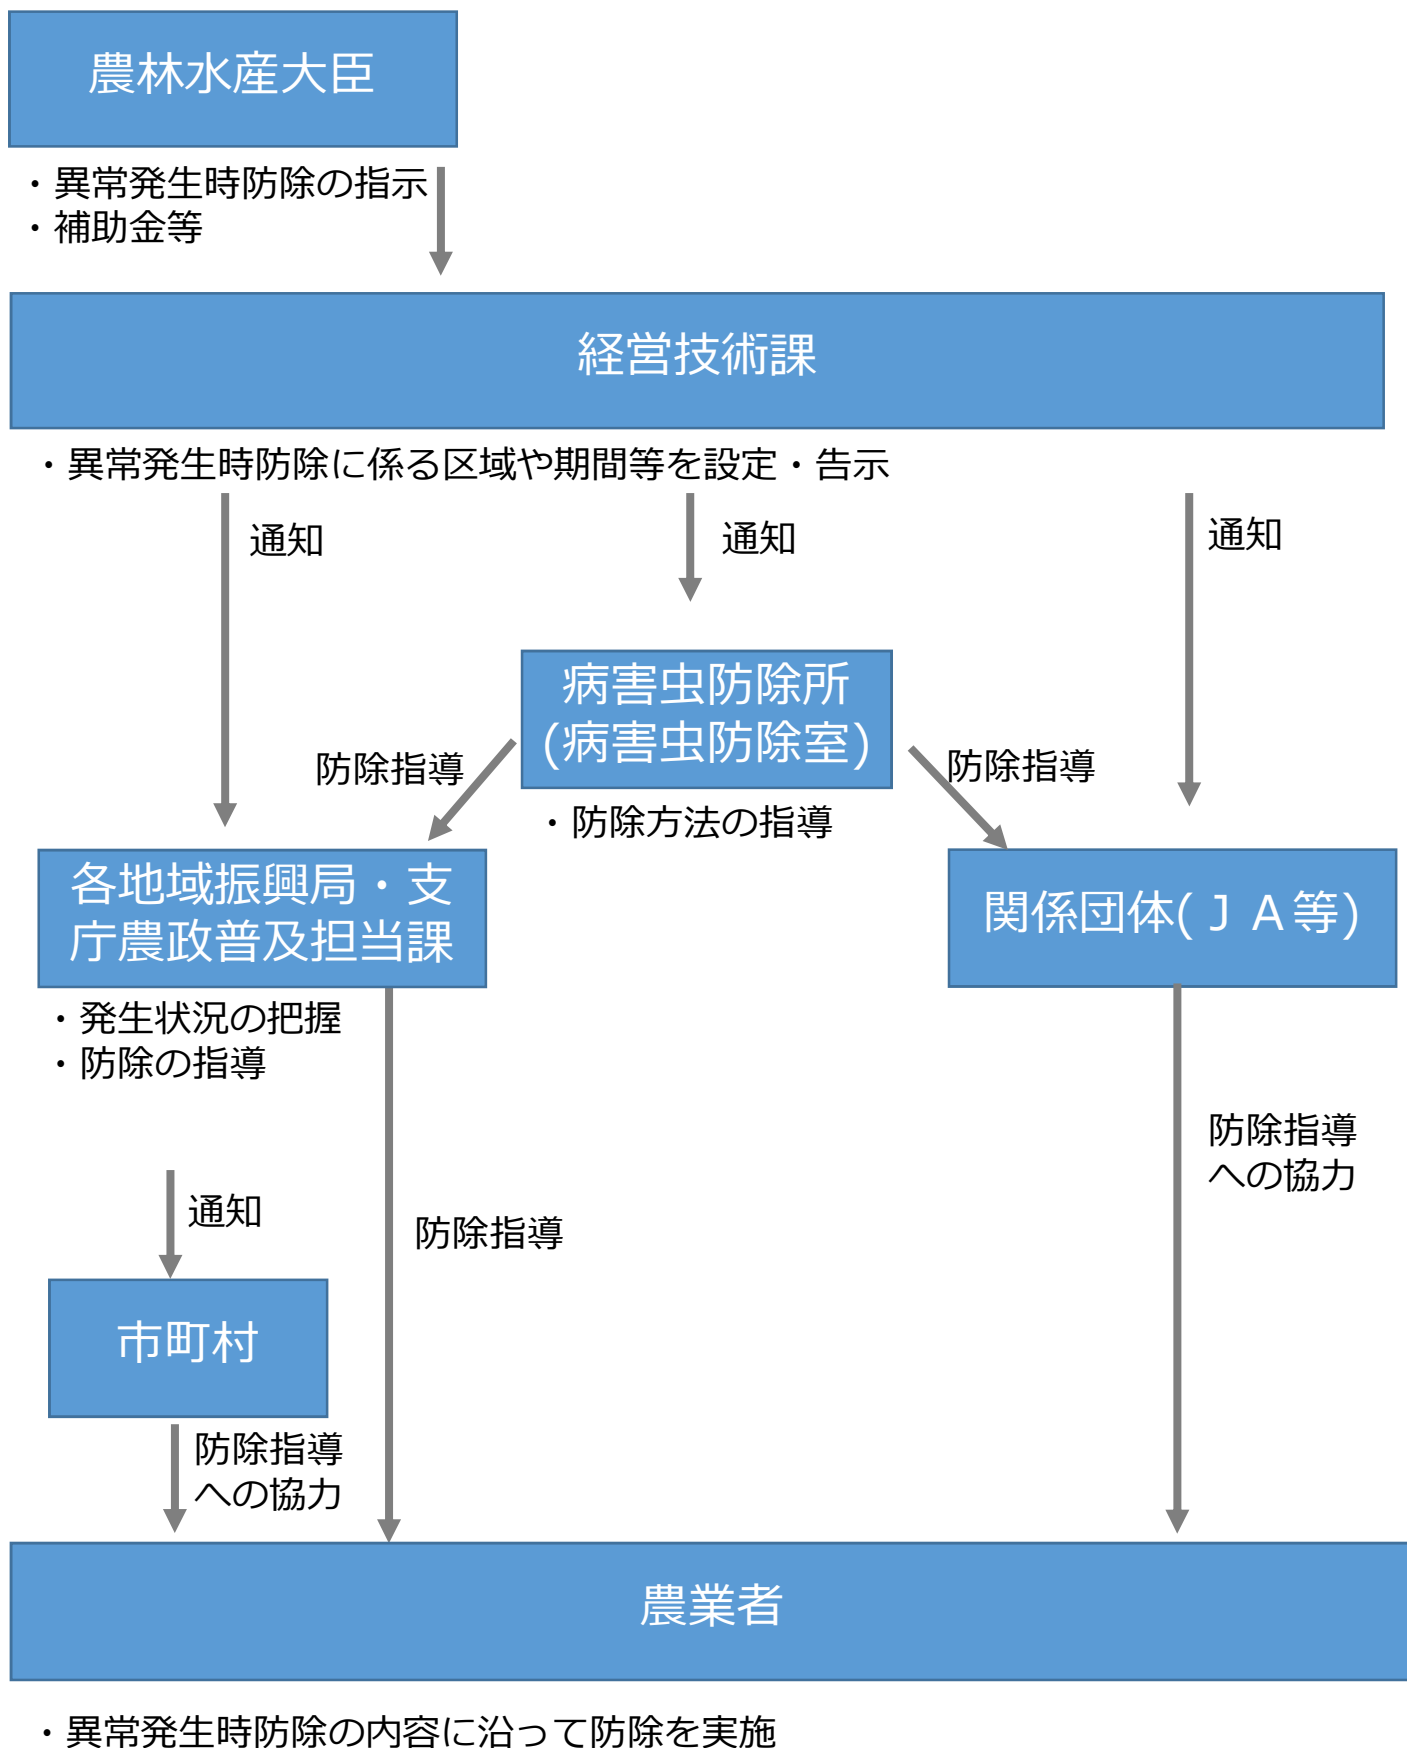 農林水産大臣
・異常発生時防除の指示
・補助金等
経営技術課
・異常発生時防除に係る区域や期間等を設定・告示
通知
通知
通知
病害虫防除所
(病害虫防除室)
防除指導
防除指導
・防除方法の指導
各地域振興局・支
庁農政普及担当課
関係団体(ＪＡ等)
・発生状況の把握
・防除の指導
防除指導
への協力
通知
防除指導
市町村
防除指導
への協力
農業者
・異常発生時防除の内容に沿って防除を実施